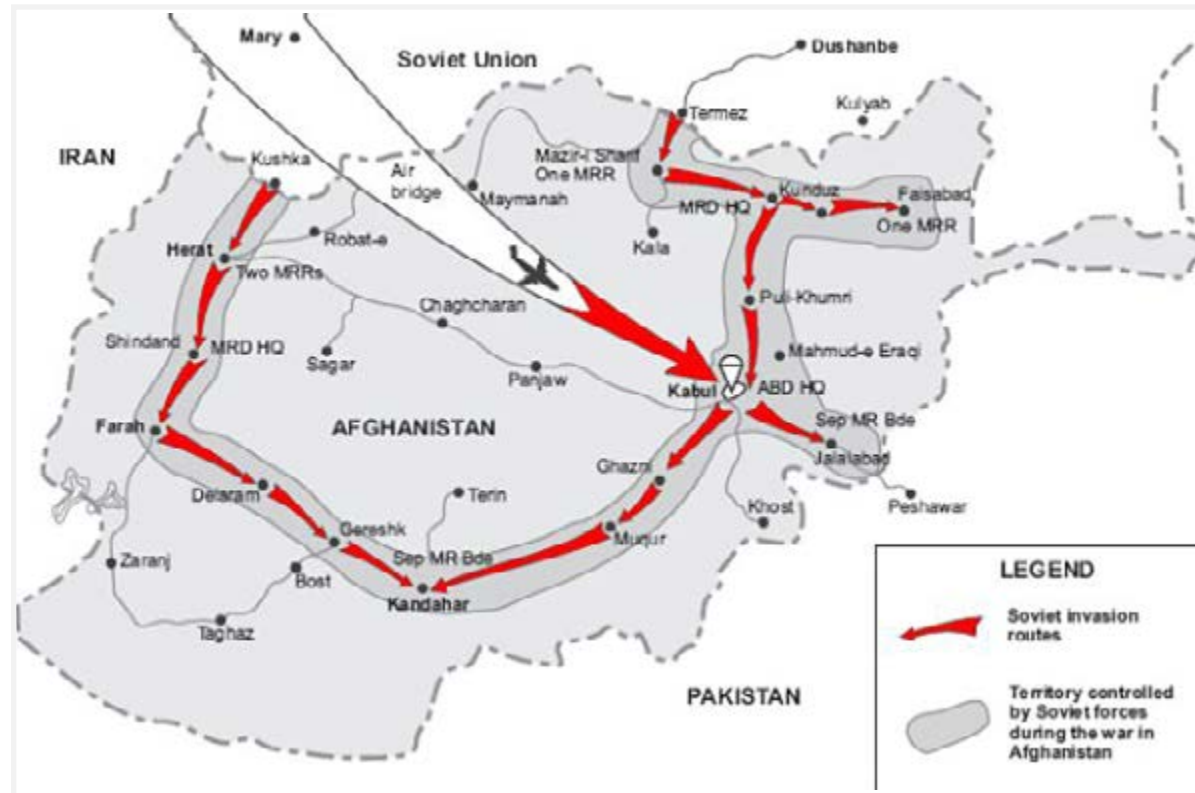 Mary
Soviet Union
Dushanbe
Kulyab
Termez
IRAN
Kushka
Air
bridge
Maymanah
Mazir-i Sharif
One MRR
Kunduz
MRD HQ
Faisabad
One MRR
Kala
Robat-e
Herat
Two MRRs
Chaghcharan
Puli-Khumri
Shindand
MRD HQ
Sagar
Panjaw
Mahmud-e Eraqi
Kabul
ABD HQ
Farah
AFGHANISTAN
Sep MR Bde
Jalalabad
Ghazni
Delaram
Terin
Khost
Peshawar
Muqur
Gereshk
Sep MR Bde
Zaranj
Bost
Kandahar
Taghaz
PAKISTAN
LEGEND
Soviet invasion
routes
Territory controlled
by Soviet forces
during the war in
Afghanistan